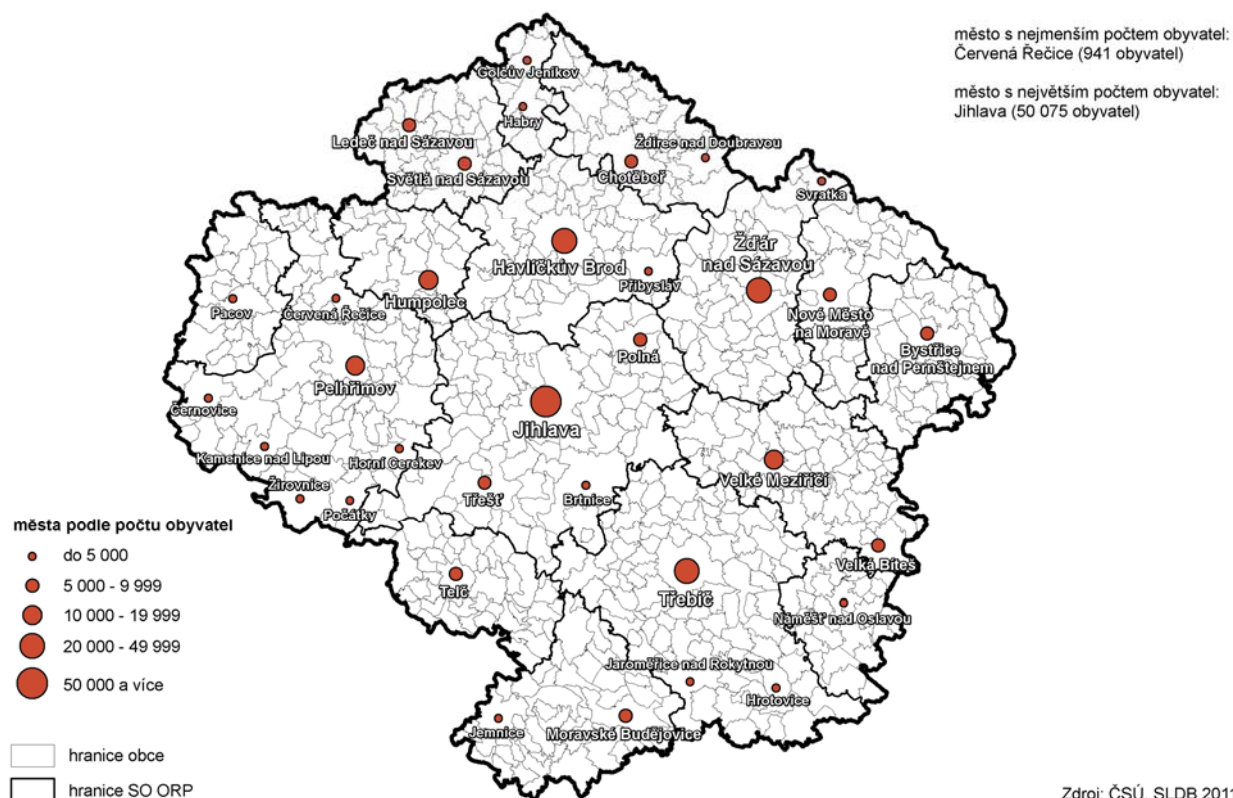 město s nejmenším počtem obyvatel:
Červená Řečice (941 obyvatel)
město s největším počtem obyvatel:
Jihlava (50 075 obyvatel)
Golčův Jeníkov
Habry
Ledeč nad Sázavou
Ždírec nad Doubravou
Světlá nad Sázavou
Chotěboř
Svratka
Havlíčkův Brod
Žďár
nad Sázavou
Přibyslav
Humpolec
Pacov
Červená Řečice
Nové Město
na Moravě
Polná
Bystřice
nad Pernštejnem
Pelhřimov
Černovice
Jihlava
Kamenice nad Lipou
Horní Cerekev
Velké Meziříčí
Žirovnice
Počátky
Třešť
Brtnice
Velká Bíteš
Telč
Třebíč
Náměšť nad Oslavou
Jaroměřice nad Rokytnou
Hrotovice
Jemnice
Moravské Budějovice
města podle počtu obyvatel
do 5 000
5 000 - 9 999
10 000 - 19 999
20 000 - 49 999
50 000 a více
hranice obce
hranice SO ORP
Zdroj: ČSÚ, SLDB 2011